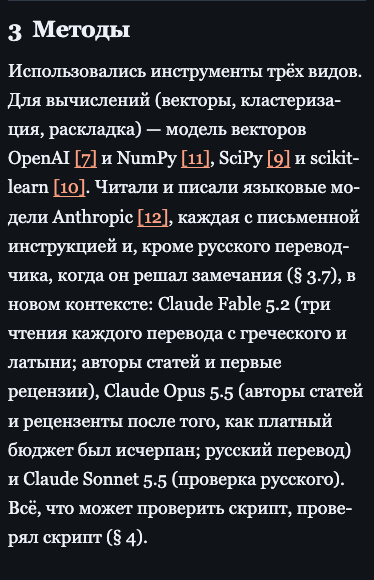 3 Методы
Использовались инструменты трёх видов.
Для вычислений (векторы, кластериза-
ция, раскладка) — модель векторов
OpenAI [7] и NumPy [11], SciPy [9] и scikit-
learn [10]. Читали и писали языковые мо-
дели Anthropic [12], каждая с письменной
инструкцией и, кроме русского перевод-
чика, когда он решал замечания (§ 3.7), в
новом контексте: Claude Fable 5.2 (три
чтения каждого перевода с греческого и
латыни; авторы статей и первые
рецензии), Claude Opus 5.5 (авторы статей
и рецензенты после того, как платный
бюджет был исчерпан; русский перевод)
и Claude Sonnet 5.5 (проверка русского).
Всё, что может проверить скрипт, прове-
рял скрипт (§ 4).